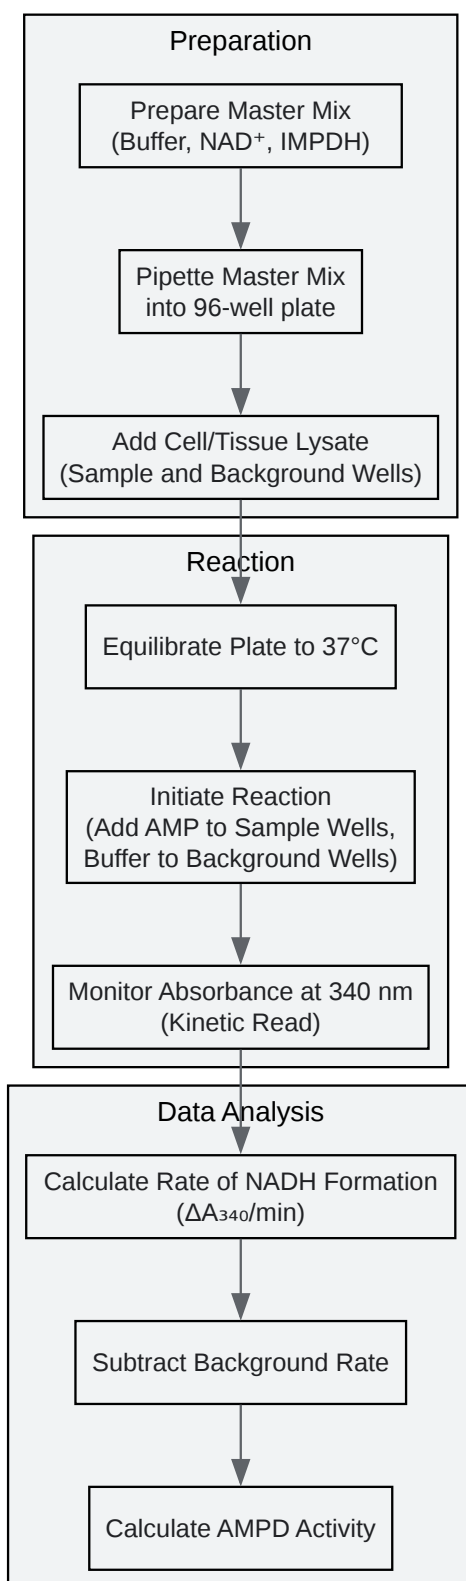 Preparation
Prepare Master Mix
(Buffer, NAD⁺, IMPDH)
Pipette Master Mix
into 96-well plate
Add Cell/Tissue Lysate
(Sample and Background Wells)
Reaction
Equilibrate Plate to 37°C
Initiate Reaction
(Add AMP to Sample Wells,
Buffer to Background Wells)
Monitor Absorbance at 340 nm
(Kinetic Read)
Data Analysis
Calculate Rate of NADH Formation
(ΔA₃₄₀/min)
Subtract Background Rate
Calculate AMPD Activity